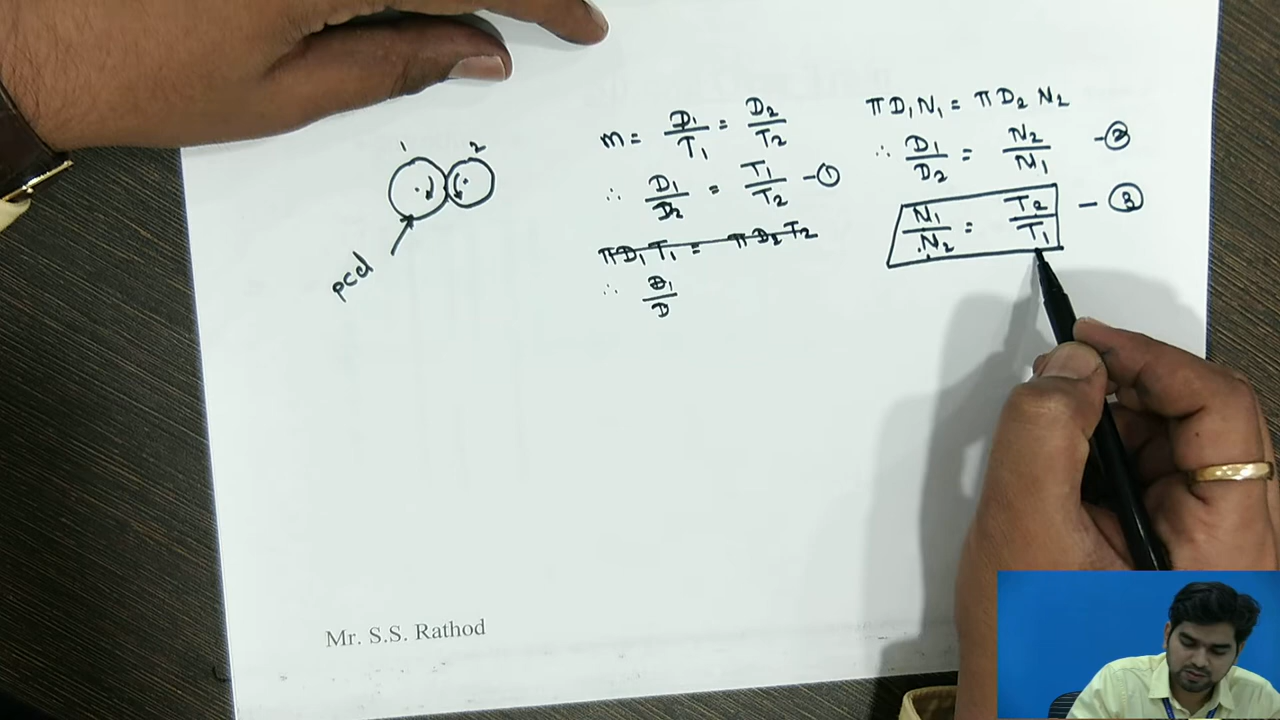 1 2
pcd
m = D₁/T₁ = D₂/T₂
∴ D₁/D₂ = T₁/T₂ -①
πD₁T₁ = πD₂T₂
∴ D₁/D
πD₁N₁ = πD₂N₂
∴ D₁/D₂ = N₂/N₁ -②
N₁/N₂ = T₂/T₁ -③
Mr. S.S. Rathod